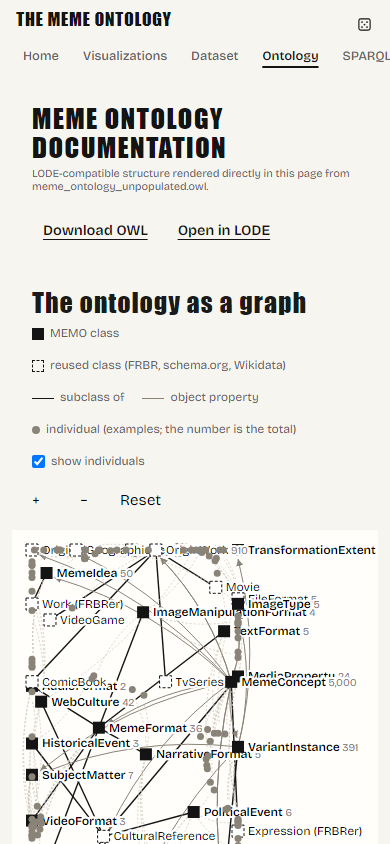 THE MEME ONTOLOGY
Home Visualizations Dataset Ontology SPARQL
MEME ONTOLOGY
DOCUMENTATION
LODE-compatible structure rendered directly in this page from
meme_ontology_unpopulated.owl.
Download OWL Open in LODE
The ontology as a graph
MEMO class
reused class (FRBR, schema.org, Wikidata)
subclass of object property
individual (examples; the number is the total)
show individuals
+ − Reset
910 TransformationExtent
MemeIdea 50
Movie
Work (FRBRer)
ImageType 5
ImageManipulationFormat 4
VideoGame
TextFormat 4
MediaProperty 24
ComicBook TvSeries MemeConcept 5,000
AudioFormat 2
WebCulture 42
MemeFormat 36
HistoricalEvent 3
VariantInstance 391
NarrativeFormat 5
SubjectMatter 7
PoliticalEvent 6
VideoFormat 3
Expression (FRBRer)
CulturalReference